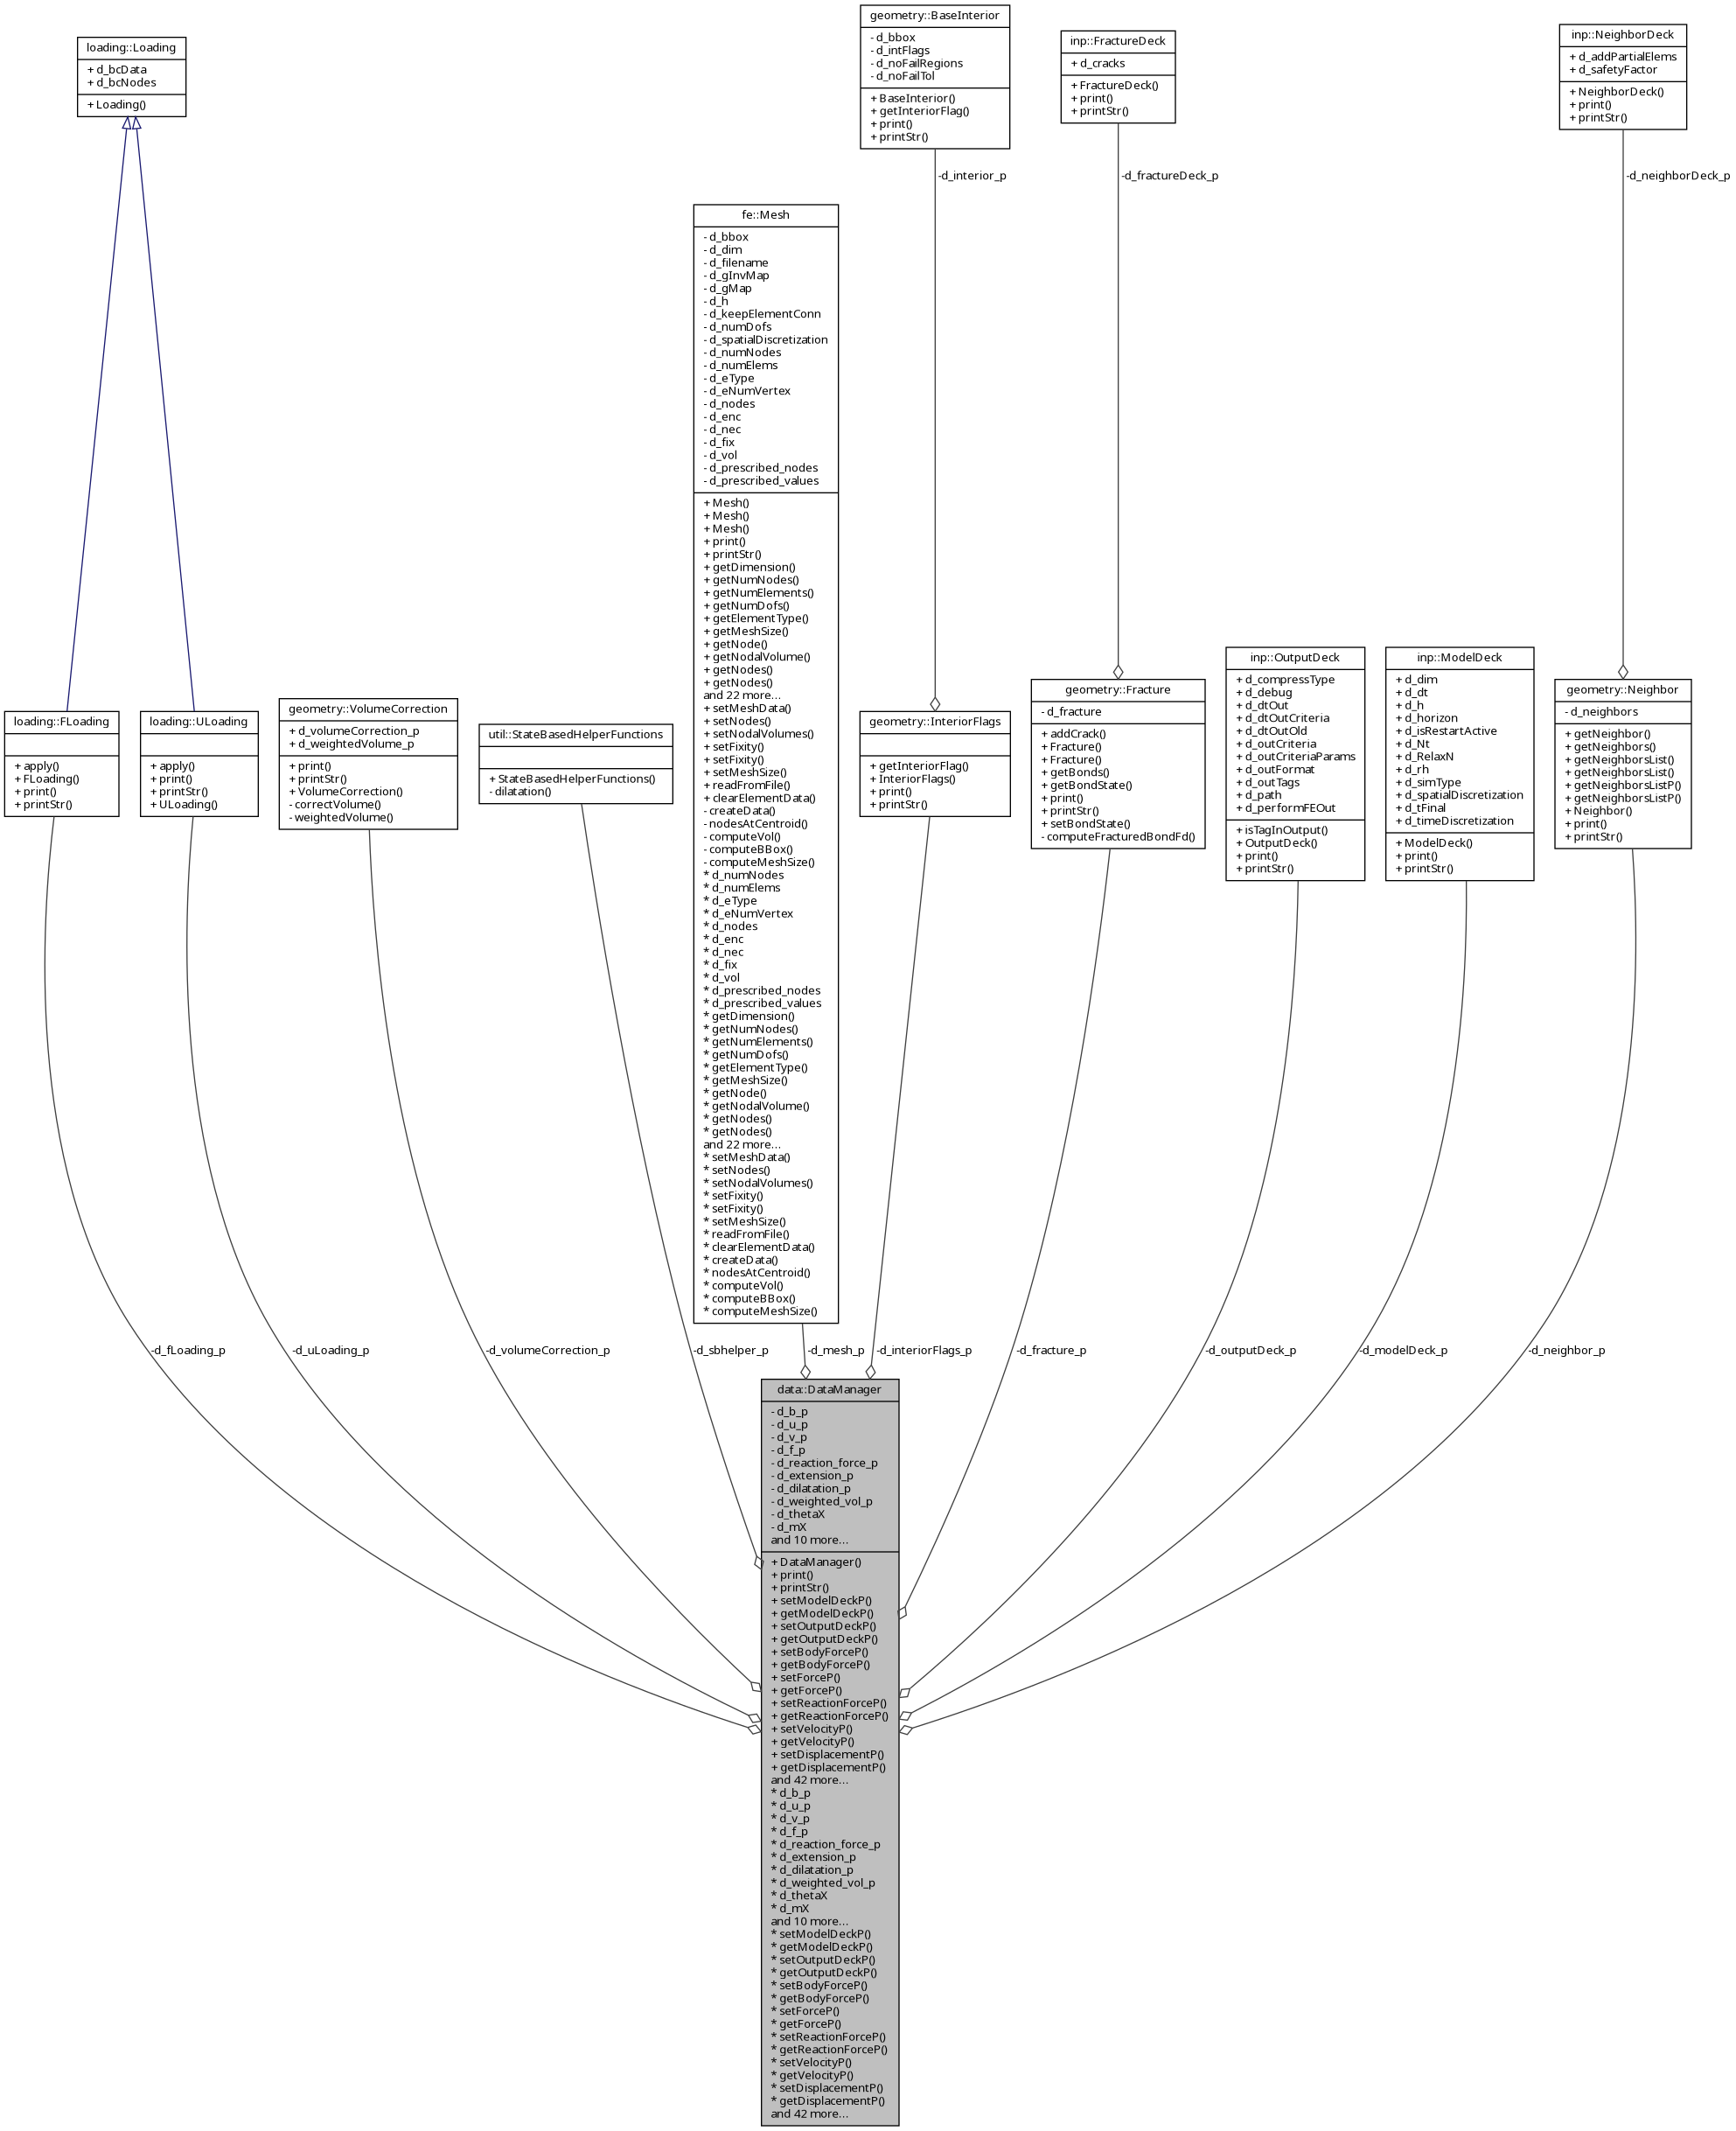 geometry::BaseInterior
- d_bbox
- d_intFlags
- d_noFailRegions
- d_noFailTol
+ BaseInterior()
+ getInteriorFlag()
+ print()
+ printStr()
inp::FractureDeck
+ d_cracks
+ FractureDeck()
+ print()
+ printStr()
inp::NeighborDeck
+ d_addPartialElems
+ d_safetyFactor
+ NeighborDeck()
+ print()
+ printStr()
loading::Loading
+ d_bcData
+ d_bcNodes
+ Loading()
-d_interior_p
-d_fractureDeck_p
-d_neighborDeck_p
fe::Mesh
- d_bbox
- d_dim
- d_filename
- d_gInvMap
- d_gMap
- d_h
- d_keepElementConn
- d_numDofs
- d_spatialDiscretization
- d_numNodes
- d_numElems
- d_eType
- d_eNumVertex
- d_nodes
- d_enc
- d_nec
- d_fix
- d_vol
- d_prescribed_nodes
- d_prescribed_values
+ Mesh()
+ Mesh()
+ Mesh()
+ print()
+ printStr()
+ getDimension()
+ getNumNodes()
+ getNumElements()
+ getNumDofs()
+ getElementType()
+ getMeshSize()
+ getNode()
+ getNodalVolume()
+ getNodes()
+ getNodes()
and 22 more...
+ setMeshData()
+ setNodes()
+ setNodalVolumes()
+ setFixity()
+ setFixity()
+ setMeshSize()
+ readFromFile()
+ clearElementData()
- createData()
- nodesAtCentroid()
- computeVol()
- computeBBox()
- computeMeshSize()
* d_numNodes
* d_numElems
* d_eType
* d_eNumVertex
* d_nodes
* d_enc
* d_nec
* d_fix
* d_vol
* d_prescribed_nodes
* d_prescribed_values
* getDimension()
* getNumNodes()
* getNumElements()
* getNumDofs()
* getElementType()
* getMeshSize()
* getNode()
* getNodalVolume()
* getNodes()
* getNodes()
and 22 more...
* setMeshData()
* setNodes()
* setNodalVolumes()
* setFixity()
* setFixity()
* setMeshSize()
* readFromFile()
* clearElementData()
* createData()
* nodesAtCentroid()
* computeVol()
* computeBBox()
* computeMeshSize()
loading::FLoading
+ apply()
+ FLoading()
+ print()
+ printStr()
loading::ULoading
+ apply()
+ print()
+ printStr()
+ ULoading()
geometry::VolumeCorrection
+ d_volumeCorrection_p
+ d_weightedVolume_p
+ print()
+ printStr()
+ VolumeCorrection()
- correctVolume()
- weightedVolume()
util::StateBasedHelperFunctions
+ StateBasedHelperFunctions()
- dilatation()
geometry::InteriorFlags
+ getInteriorFlag()
+ InteriorFlags()
+ print()
+ printStr()
geometry::Fracture
- d_fracture
+ addCrack()
+ Fracture()
+ Fracture()
+ getBonds()
+ getBondState()
+ print()
+ printStr()
+ setBondState()
- computeFracturedBondFd()
inp::OutputDeck
+ d_compressType
+ d_debug
+ d_dtOut
+ d_dtOutCriteria
+ d_dtOutOld
+ d_outCriteria
+ d_outCriteriaParams
+ d_outFormat
+ d_outTags
+ d_path
+ d_performFEOut
+ isTagInOutput()
+ OutputDeck()
+ print()
+ printStr()
inp::ModelDeck
+ d_dim
+ d_dt
+ d_h
+ d_horizon
+ d_isRestartActive
+ d_Nt
+ d_RelaxN
+ d_rh
+ d_simType
+ d_spatialDiscretization
+ d_tFinal
+ d_timeDiscretization
+ ModelDeck()
+ print()
+ printStr()
geometry::Neighbor
- d_neighbors
+ getNeighbor()
+ getNeighbors()
+ getNeighborsList()
+ getNeighborsList()
+ getNeighborsListP()
+ getNeighborsListP()
+ Neighbor()
+ print()
+ printStr()
-d_fLoading_p
-d_uLoading_p
-d_volumeCorrection_p
-d_sbhelper_p
-d_mesh_p
-d_interiorFlags_p
-d_fracture_p
-d_outputDeck_p
-d_modelDeck_p
-d_neighbor_p
data::DataManager
- d_b_p
- d_u_p
- d_v_p
- d_f_p
- d_reaction_force_p
- d_extension_p
- d_dilatation_p
- d_weighted_vol_p
- d_thetaX
- d_mX
and 10 more...
+ DataManager()
+ print()
+ printStr()
+ setModelDeckP()
+ getModelDeckP()
+ setOutputDeckP()
+ getOutputDeckP()
+ setBodyForceP()
+ getBodyForceP()
+ setForceP()
+ getForceP()
+ setReactionForceP()
+ getReactionForceP()
+ setVelocityP()
+ getVelocityP()
+ setDisplacementP()
+ getDisplacementP()
and 42 more...
* d_b_p
* d_u_p
* d_v_p
* d_f_p
* d_reaction_force_p
* d_extension_p
* d_dilatation_p
* d_weighted_vol_p
* d_thetaX
* d_mX
and 10 more...
* setModelDeckP()
* getModelDeckP()
* setOutputDeckP()
* getOutputDeckP()
* setBodyForceP()
* getBodyForceP()
* setForceP()
* getForceP()
* setReactionForceP()
* getReactionForceP()
* setVelocityP()
* getVelocityP()
* setDisplacementP()
* getDisplacementP()
and 42 more...